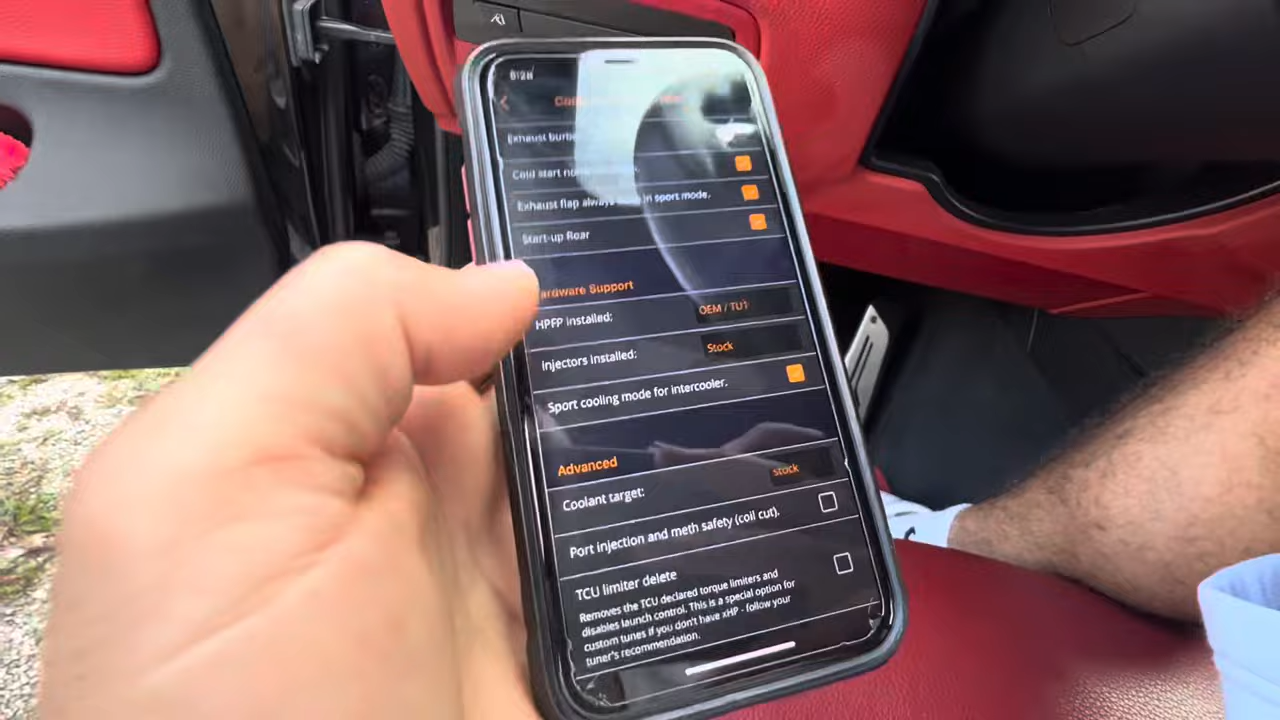 Exhaust
Cold start
Exhaust flap always in sport mode.
Start-up Roar
Hardware Support
HPFP installed: OEM / TU1
Injectors installed: Stock
Sport cooling mode for intercooler.
Advanced
Coolant target: stock
Port injection and meth safety (coil cut).
TCU limiter delete
Removes the TCU declared torque limiters and
disables launch control. This is a special option for
custom tunes if you don't have xHP - follow your
tuner's recommendation.